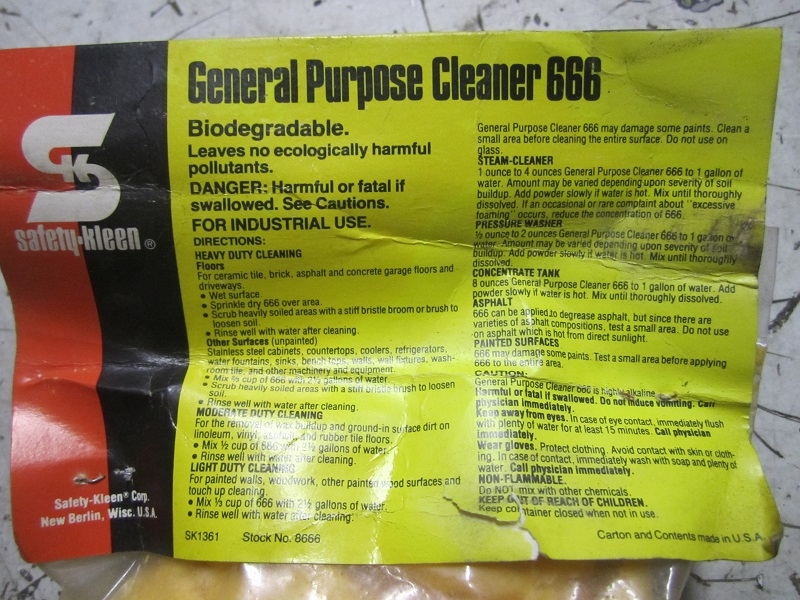 General Purpose Cleaner 666
Biodegradable.
Leaves no ecologically harmful
pollutants.
DANGER: Harmful or fatal if
swallowed. See Cautions.
FOR INDUSTRIAL USE.
DIRECTIONS:
HEAVY DUTY CLEANING
Floors
For ceramic tile, brick, asphalt and concrete garage floors and
driveways.
• Wet surface.
• Sprinkle dry 666 over area.
• Scrub heavily soiled areas with a stiff bristle broom or brush to
loosen soil.
• Rinse well with water after cleaning.
Other Surfaces (unpainted)
Stainless steel cabinets, countertops, coolers, refrigerators,
water fountains, sinks, bench tops, walls, wall fixtures, wash-
room tile, and other machinery and equipment.
• Mix cup of 666 with 2½ gallons of water.
• Scrub heavily soiled areas with a stiff bristle brush to loosen
soil.
• Rinse well with water after cleaning.
MODERATE DUTY CLEANING
For the removal of wax buildup and ground-in surface dirt on
linoleum, vinyl, asphalt and rubber tile floors.
• Mix ½ cup of 666 with 2½ gallons of water.
• Rinse well with water after cleaning.
LIGHT DUTY CLEANING
For painted walls, woodwork, other painted wood surfaces and
touch up cleaning.
• Mix ⅓ cup of 666 with 2½ gallons of water.
• Rinse well with water after cleaning.
SK1361 Stock No. 8666
General Purpose Cleaner 666 may damage some paints. Clean a
small area before cleaning the entire surface. Do not use on
glass.
STEAM-CLEANER
1 ounce to 4 ounces General Purpose Cleaner 666 to 1 gallon of
water. Amount may be varied depending upon severity of soil
buildup. Add powder slowly if water is hot. Mix until thoroughly
dissolved. If an occasional or rare complaint about "excessive
foaming" occurs, reduce the concentration of 666.
PRESSURE WASHER
½ ounce to 2 ounces General Purpose Cleaner 666 to 1 gallon of
water. Amount may be varied depending upon severity of soil
buildup. Add powder slowly if water is hot. Mix until thoroughly
dissolved.
CONCENTRATE TANK
8 ounces General Purpose Cleaner 666 to 1 gallon of water. Add
powder slowly if water is hot. Mix until thoroughly dissolved.
ASPHALT
666 can be applied to degrease asphalt, but since there are
varieties of asphalt compositions, test a small area. Do not use
on asphalt which is hot from direct sunlight.
PAINTED SURFACES
666 may damage some paints. Test a small area before applying
666 to the entire area.
CAUTION:
General Purpose Cleaner 666 is highly alkaline.
Harmful or fatal if swallowed. Do not induce vomiting. Call
physician immediately.
Keep away from eyes. In case of eye contact, immediately flush
with plenty of water for at least 15 minutes. Call physician
immediately.
Wear gloves. Protect clothing. Avoid contact with skin or cloth-
ing. In case of contact, immediately wash with soap and plenty of
water. Call physician immediately.
NON-FLAMMABLE.
Do NOT mix with other chemicals.
KEEP OUT OF REACH OF CHILDREN.
Keep container closed when not in use.
Carton and Contents made in U.S.A.
SK
safety-kleen®
Safety-Kleen® Corp.
New Berlin, Wisc. U.S.A.